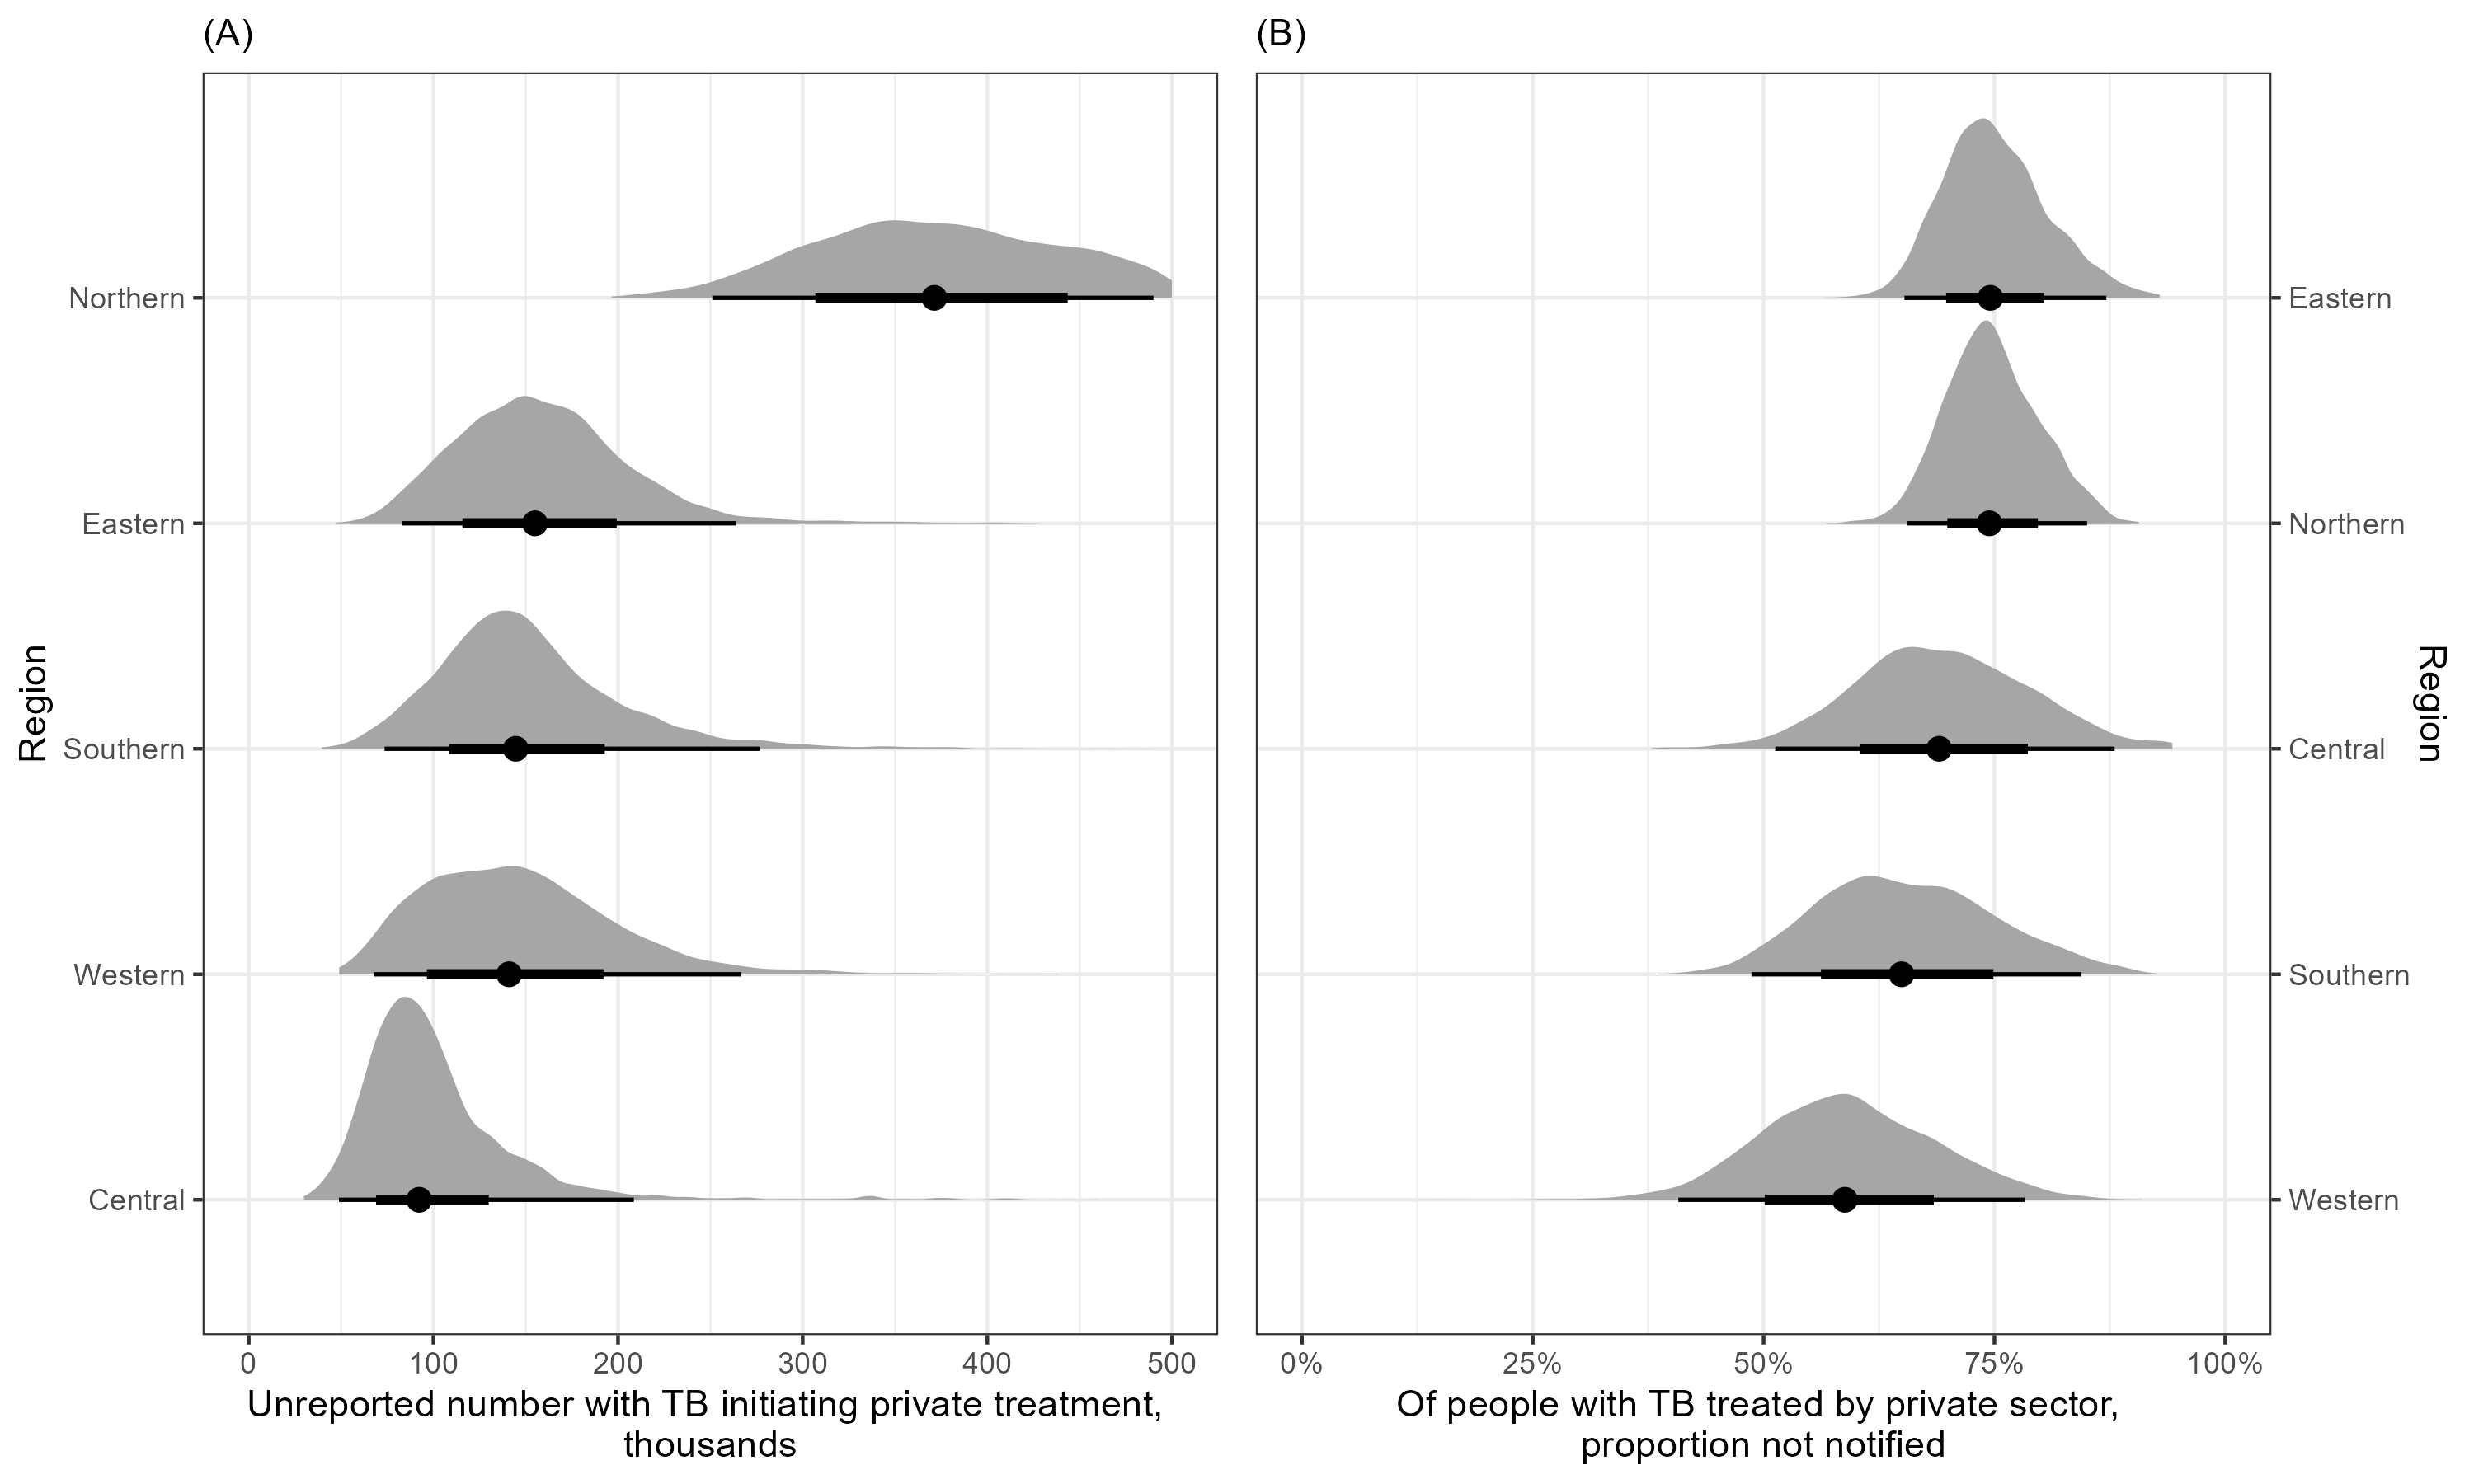 (A)
Region
Northern
Eastern
Southern
Western
Central
0 100 200 300 400 500
Unreported number with TB initiating private treatment,
thousands
(B)
Eastern
Northern
Central
Southern
Western
Region
0% 25% 50% 75% 100%
Of people with TB treated by private sector,
proportion not notified